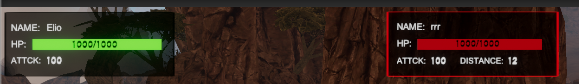 NAME: Elio
HP: 1000/1000
ATTCK: 100
NAME: rrr
HP: 1000/1000
ATTCK: 100 DISTANCE: 12